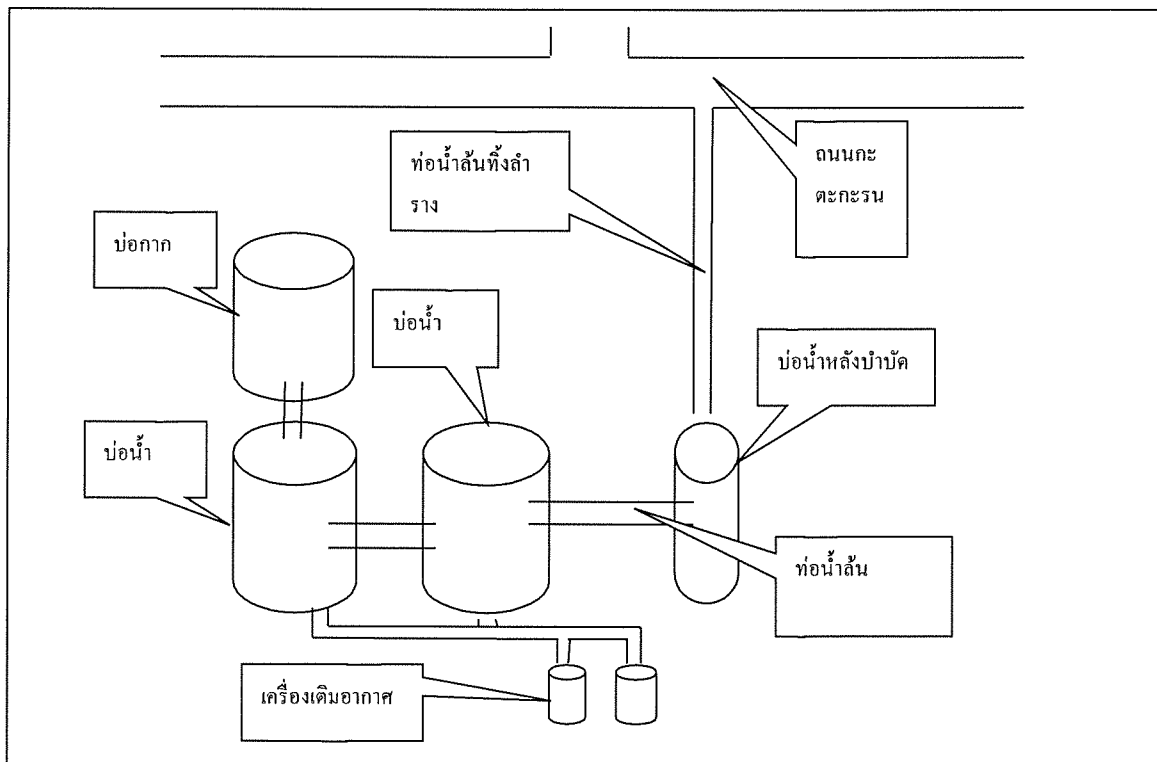 ท่อน้ำล้นทิ้งลำ
ราง
ถนนกะ
ตะกะรน
บ่อกาก
บ่อน้ำ
บ่อน้ำหลังบำบัด
บ่อน้ำ
ท่อน้ำล้น
เครื่องเติมอากาศ